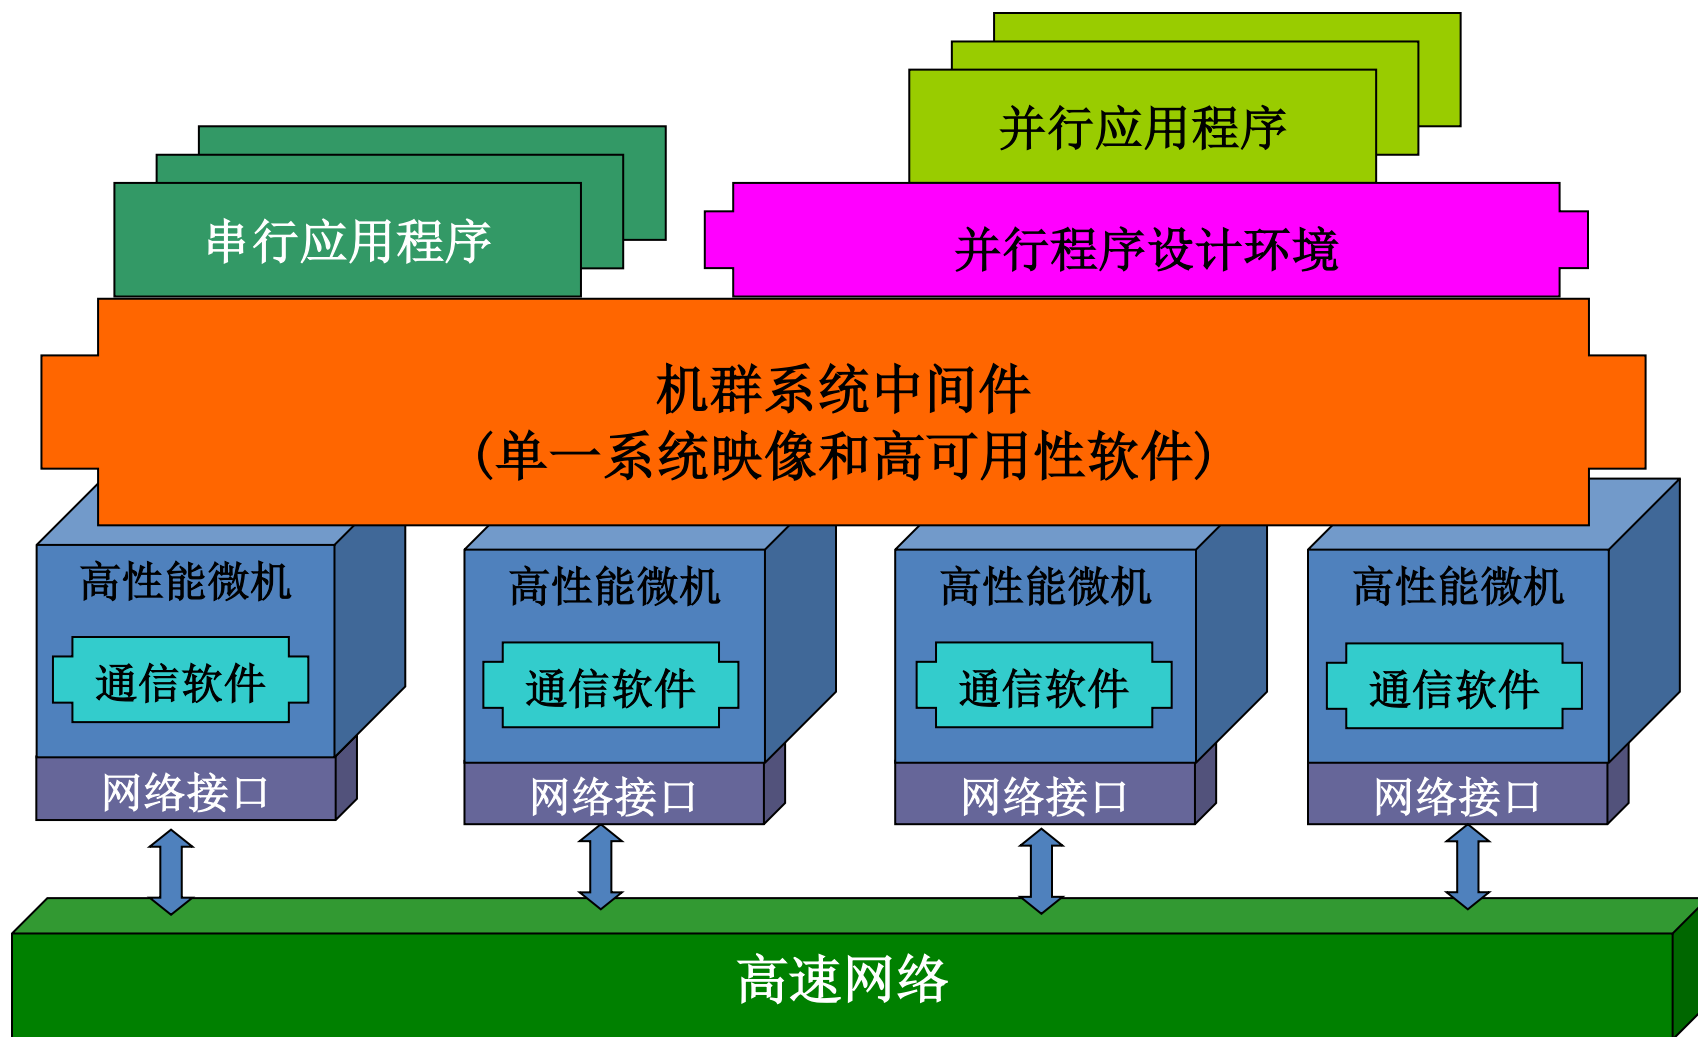 并行应用程序
串行应用程序
并行程序设计环境
机群系统中间件
(单一系统映像和高可用性软件)
高性能微机
高性能微机
高性能微机
高性能微机
通信软件
通信软件
通信软件
通信软件
网络接口
网络接口
网络接口
网络接口
高速网络